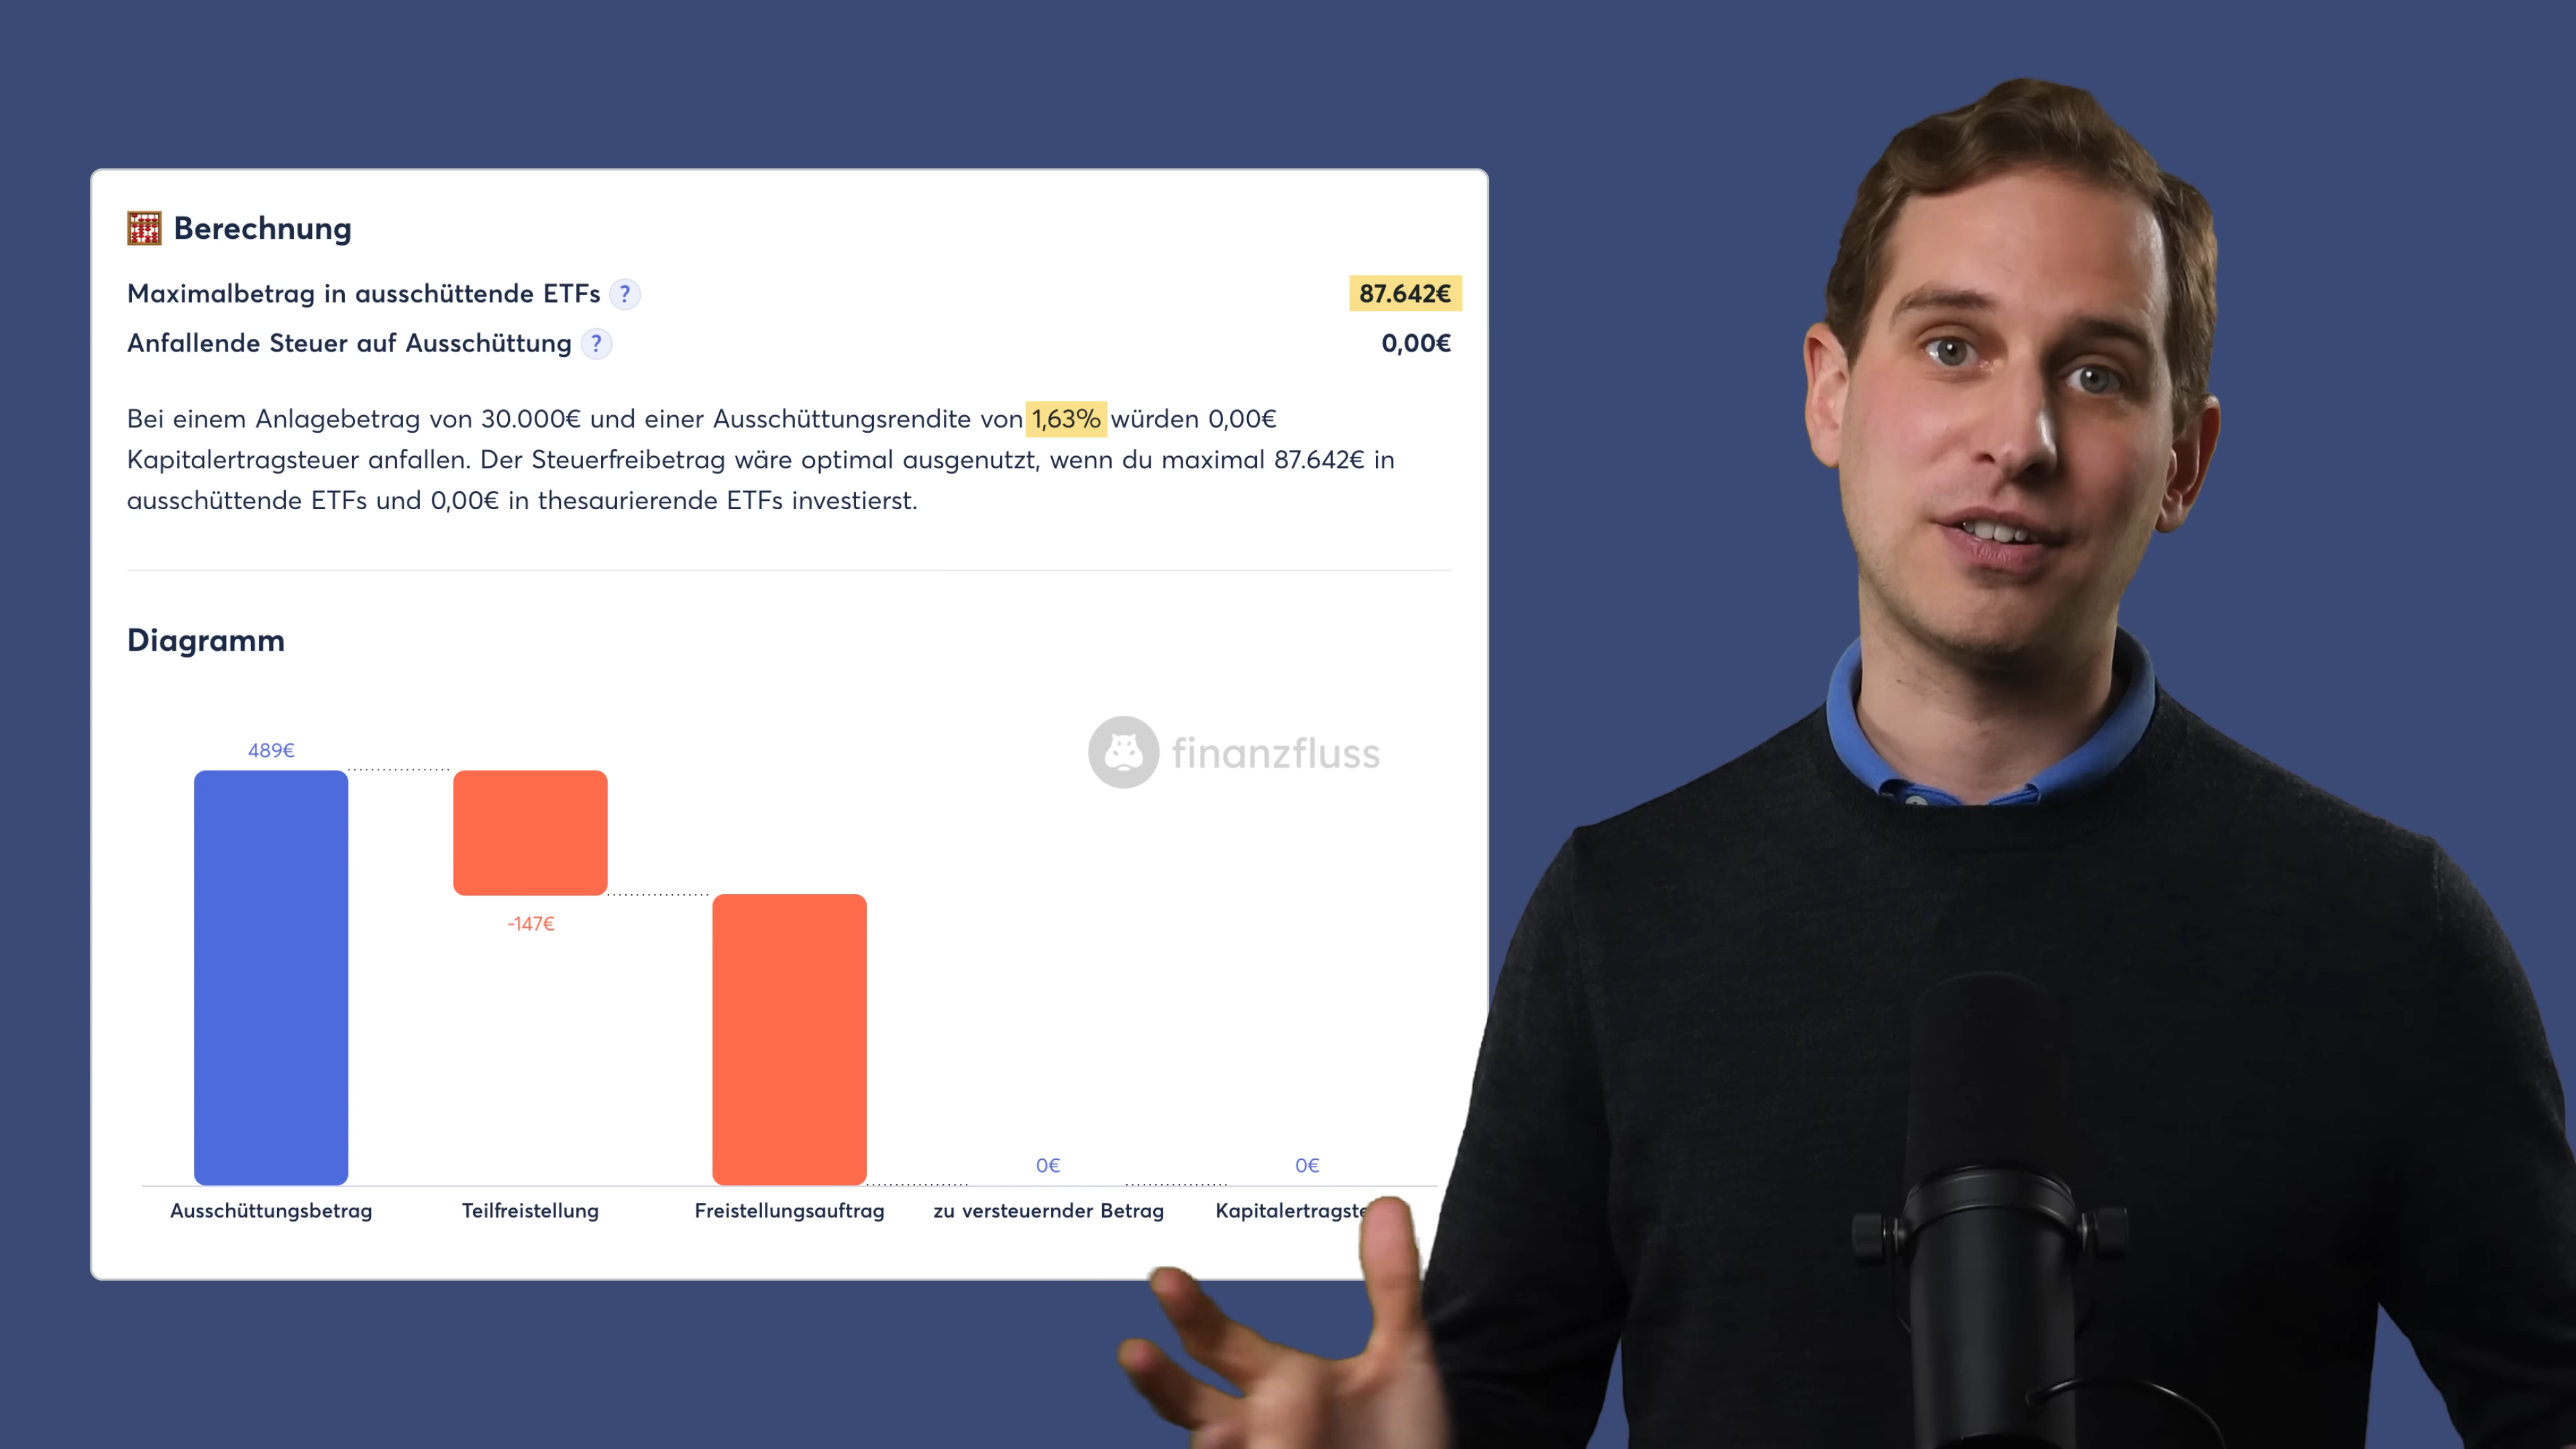 Berechnung
Maximalbetrag in ausschüttende ETFs ? 87.642€
Anfallende Steuer auf Ausschüttung ? 0,00€
Bei einem Anlagebetrag von 30.000€ und einer Ausschüttungsrendite von 1,63% würden 0,00€
Kapitalertragsteuer anfallen. Der Steuerfreibetrag wäre optimal ausgenutzt, wenn du maximal 87.642€ in
ausschüttende ETFs und 0,00€ in thesaurierende ETFs investierst.
Diagramm
finanzfluss
489€
-147€
0€ 0€
Ausschüttungsbetrag Teilfreistellung Freistellungsauftrag zu versteuernder Betrag